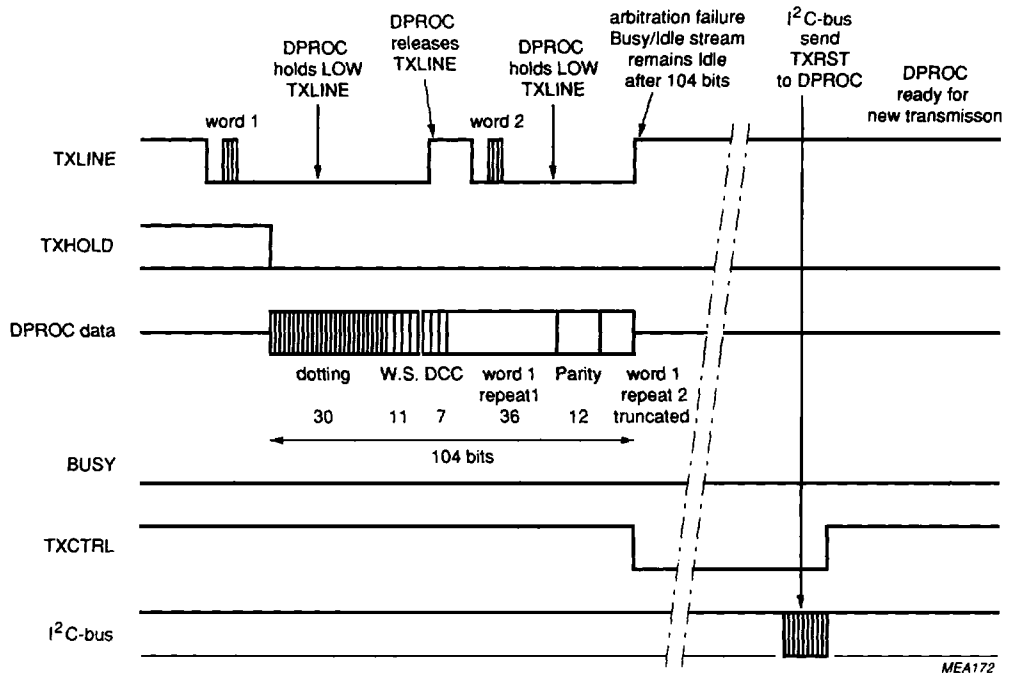 DPROC
holds LOW
TXLINE
DPROC
releases
TXLINE
DPROC
holds LOW
TXLINE
arbitration failure
Busy/Idle stream
remains Idle
after 104 bits
I²C-bus
send
TXRST
to DPROC
DPROC
ready for
new transmisson
word 1
word 2
TXLINE
TXHOLD
DPROC data
dotting
W.S.
DCC
word 1
repeat1
Parity
word 1
repeat 2
truncated
30
11
7
36
12
104 bits
BUSY
TXCTRL
I²C-bus
MEA172